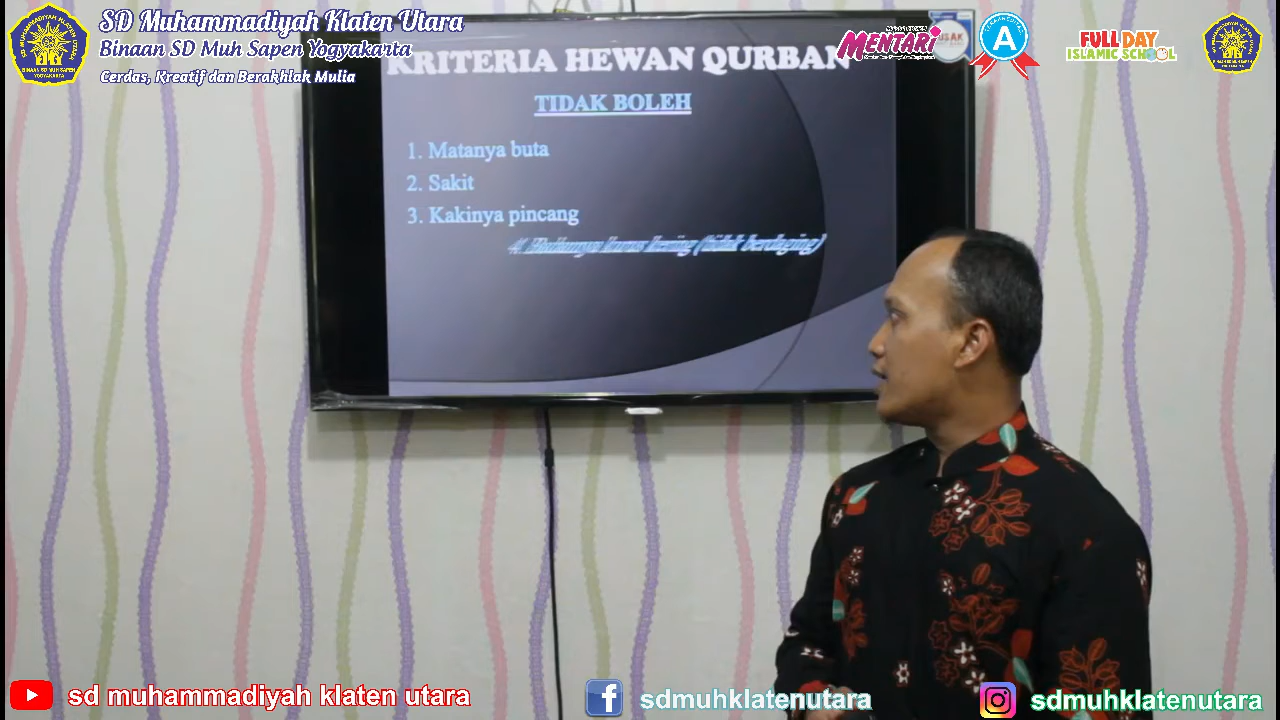 SD Muhammadiyah Klaten Utara
Binaan SD Muh Sapen Yogyakarta
Cerdas, Kreatif dan Berakhlak Mulia
MENTARI
FULL DAY
ISLAMIC SCHOOL
KRITERIA HEWAN QURBAN
TIDAK BOLEH
1. Matanya buta
2. Sakit
3. Kakinya pincang
4. (tidak berdaging)
sd muhammadiyah klaten utara
sdmuhklatenutara
sdmuhklatenutara